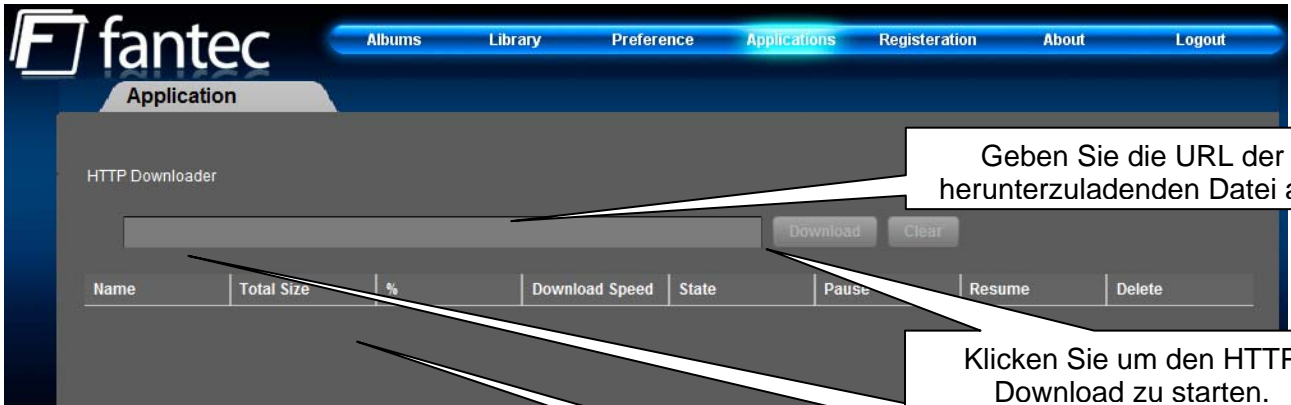 fantec
Albums Library Preference Applications Registeration About Logout
Application
Geben Sie die URL der
herunterzuladenden Datei
HTTP Downloader
Download Clear
Name Total Size % Download Speed State Pause Resume Delete
Klicken Sie um den HTTP
Download zu starten.